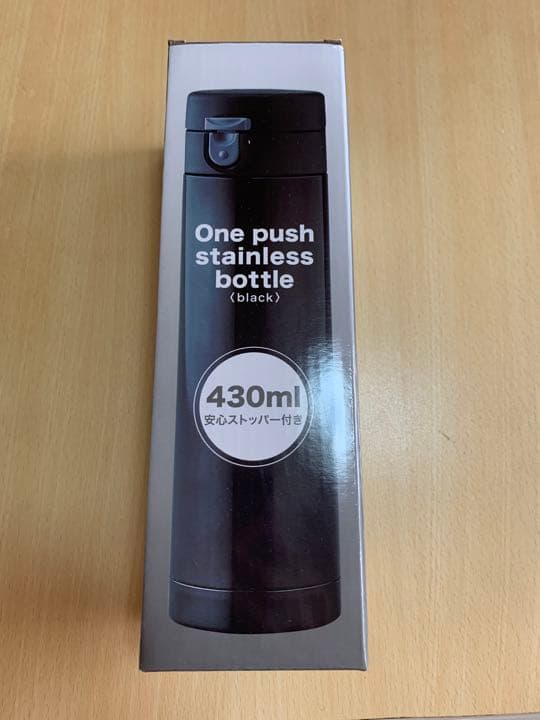 One push
stainless
bottle
〈black〉
430ml
安心ストッパー付き